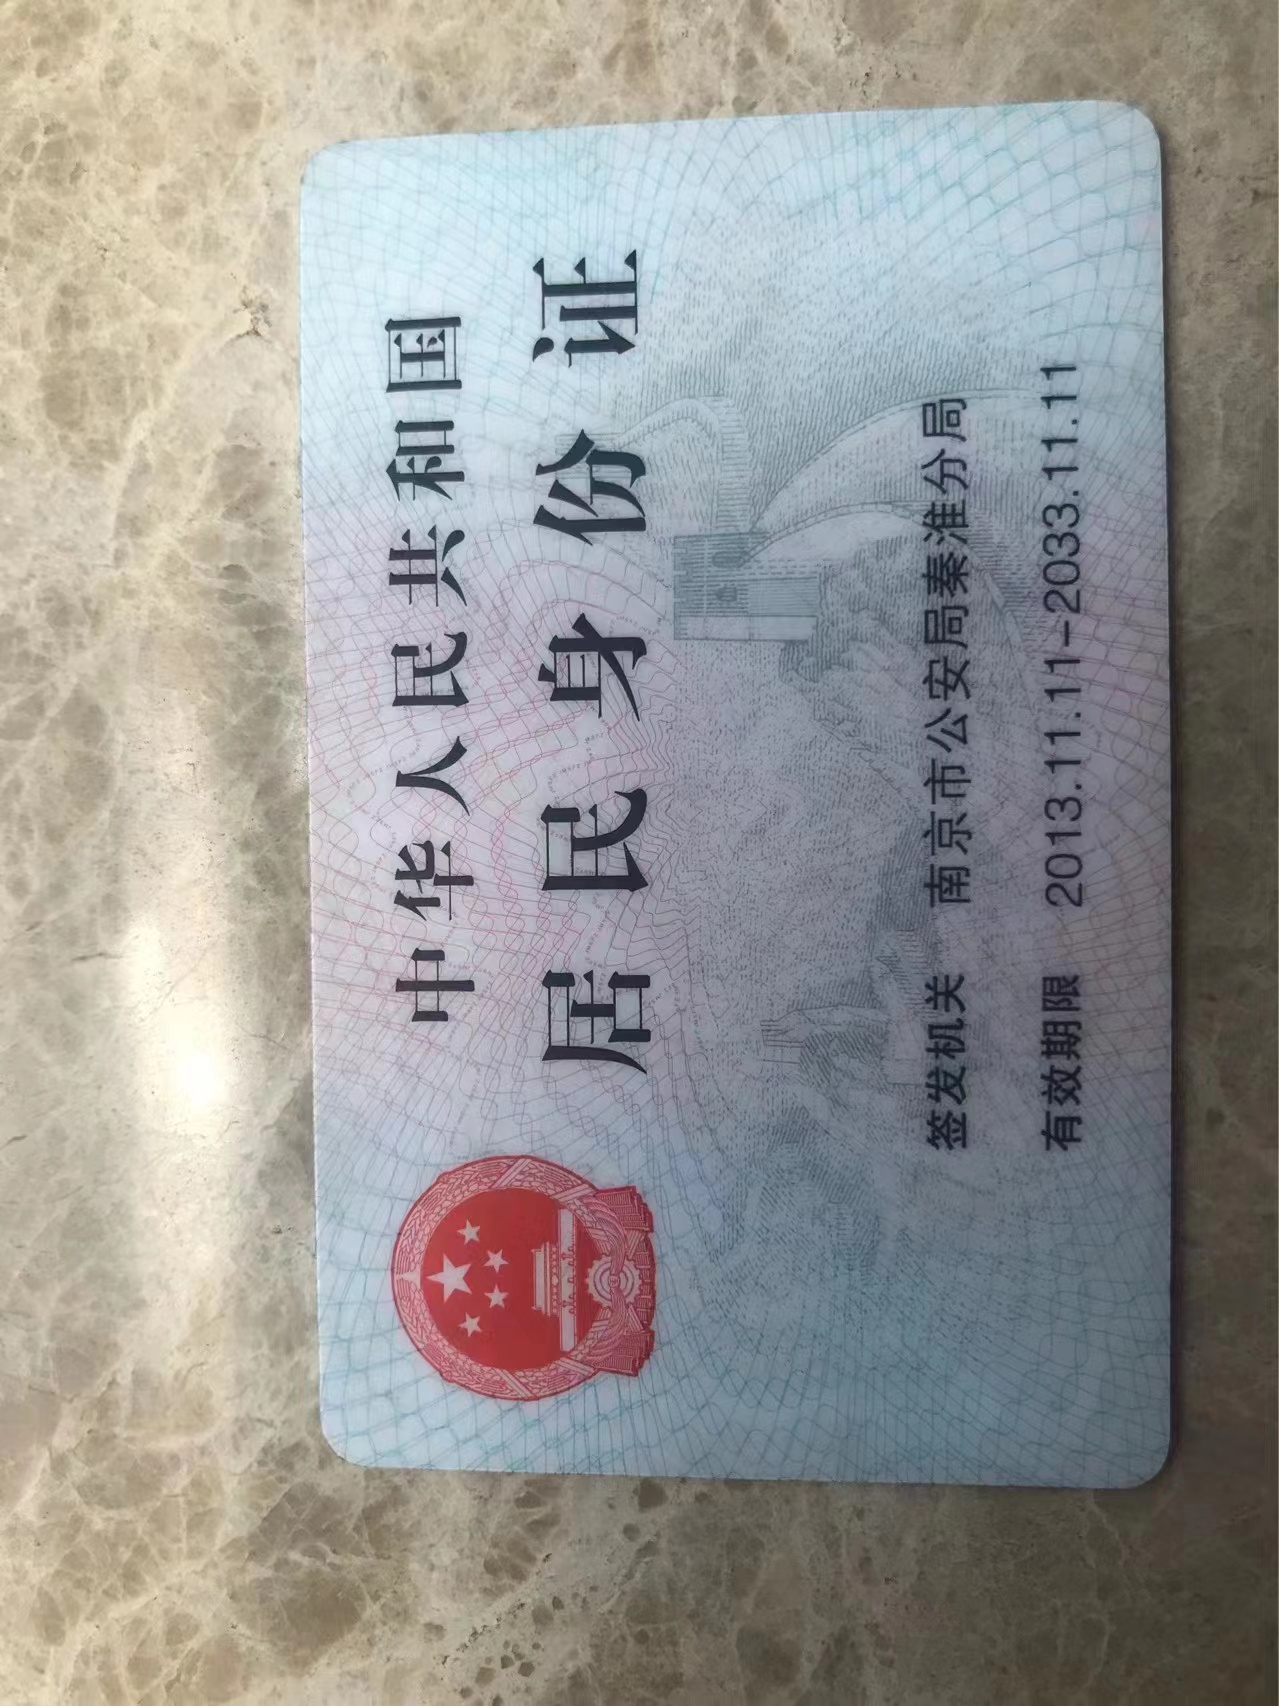 中华人民共和国
居民身份证
签发机关 南京市公安局秦淮分局
有效期限 2013.11.11-2033.11.11